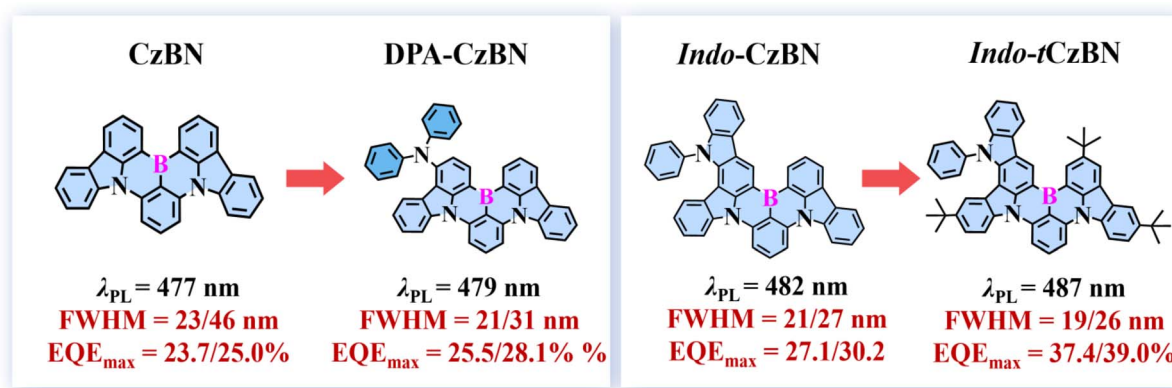 CzBN
DPA-CzBN
Indo-CzBN
Indo-tCzBN
B
N
N
N
B
N
N
N
B
N
N
N
B
N
N
λPL = 477 nm
FWHM = 23/46 nm
EQEmax = 23.7/25.0%
λPL = 479 nm
FWHM = 21/31 nm
EQEmax = 25.5/28.1% %
λPL = 482 nm
FWHM = 21/27 nm
EQEmax = 27.1/30.2
λPL = 487 nm
FWHM = 19/26 nm
EQEmax = 37.4/39.0%